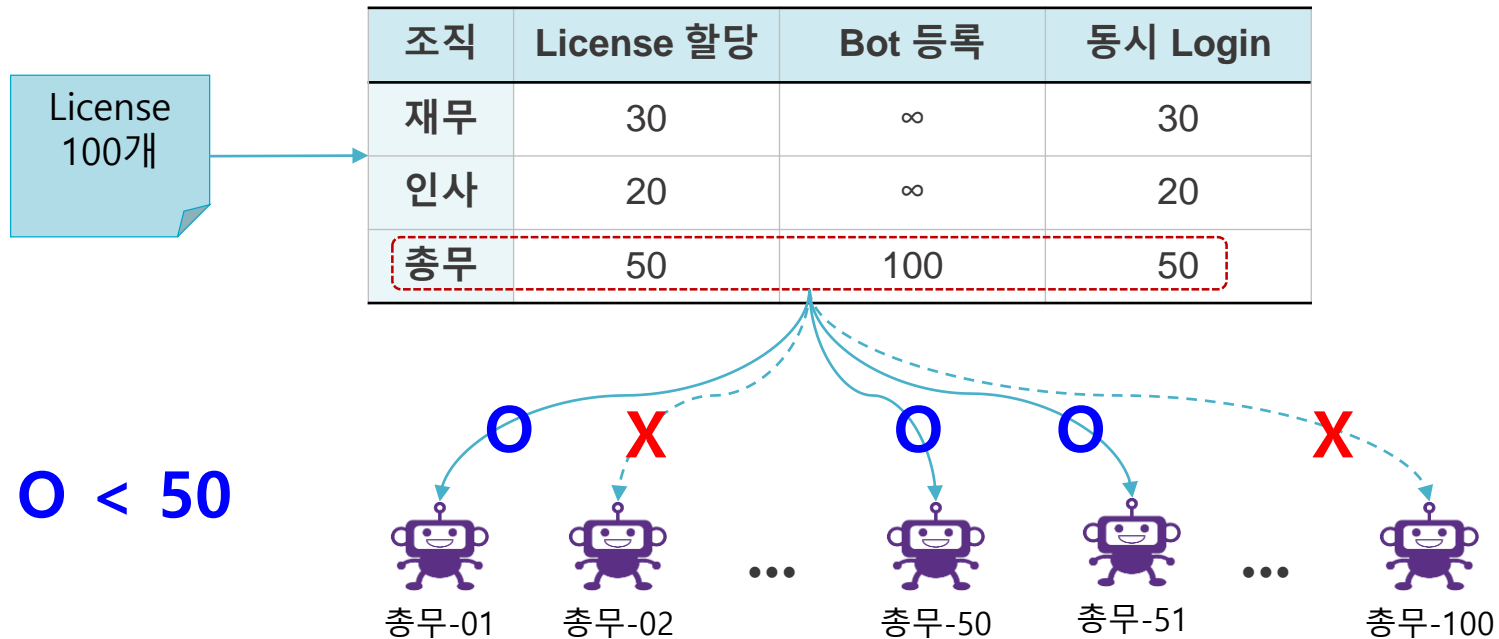 조직 License 할당 Bot 등록 동시 Login
License
100개
재무 30 ∞ 30
인사 20 ∞ 20
총무 50 100 50
O X O O X
O < 50
... ...
총무-01 총무-02 총무-50 총무-51 총무-100